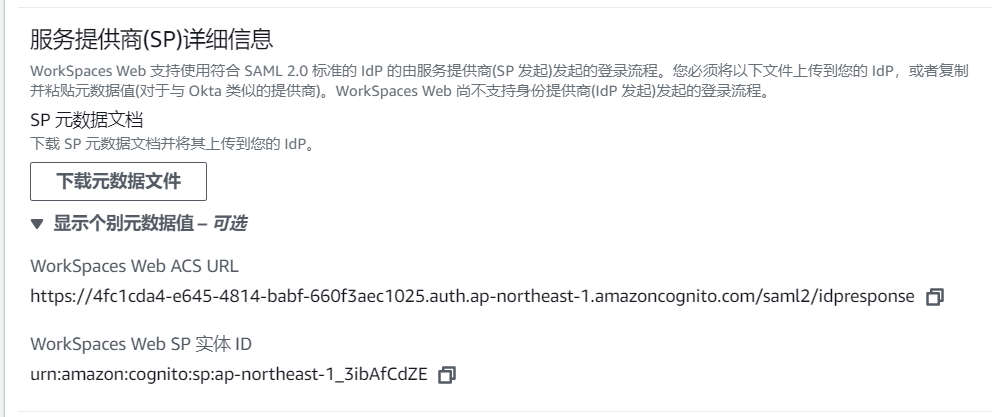 服务提供商(SP)详细信息
WorkSpaces Web 支持使用符合 SAML 2.0 标准的 IdP 的由服务提供商(SP 发起)发起的登录流程。您必须将以下文件上传到您的 IdP，或者复制
并粘贴元数据值(对于与 Okta 类似的提供商)。WorkSpaces Web 尚不支持身份提供商(IdP 发起)发起的登录流程。
SP 元数据文档
下载 SP 元数据文档并将其上传到您的 IdP。
下载元数据文件
▼ 显示个别元数据值 – 可选
WorkSpaces Web ACS URL
https://4fc1cda4-e645-4814-babf-660f3aec1025.auth.ap-northeast-1.amazoncognito.com/saml2/idpresponse
WorkSpaces Web SP 实体 ID
urn:amazon:cognito:sp:ap-northeast-1_3ibAfCdZE